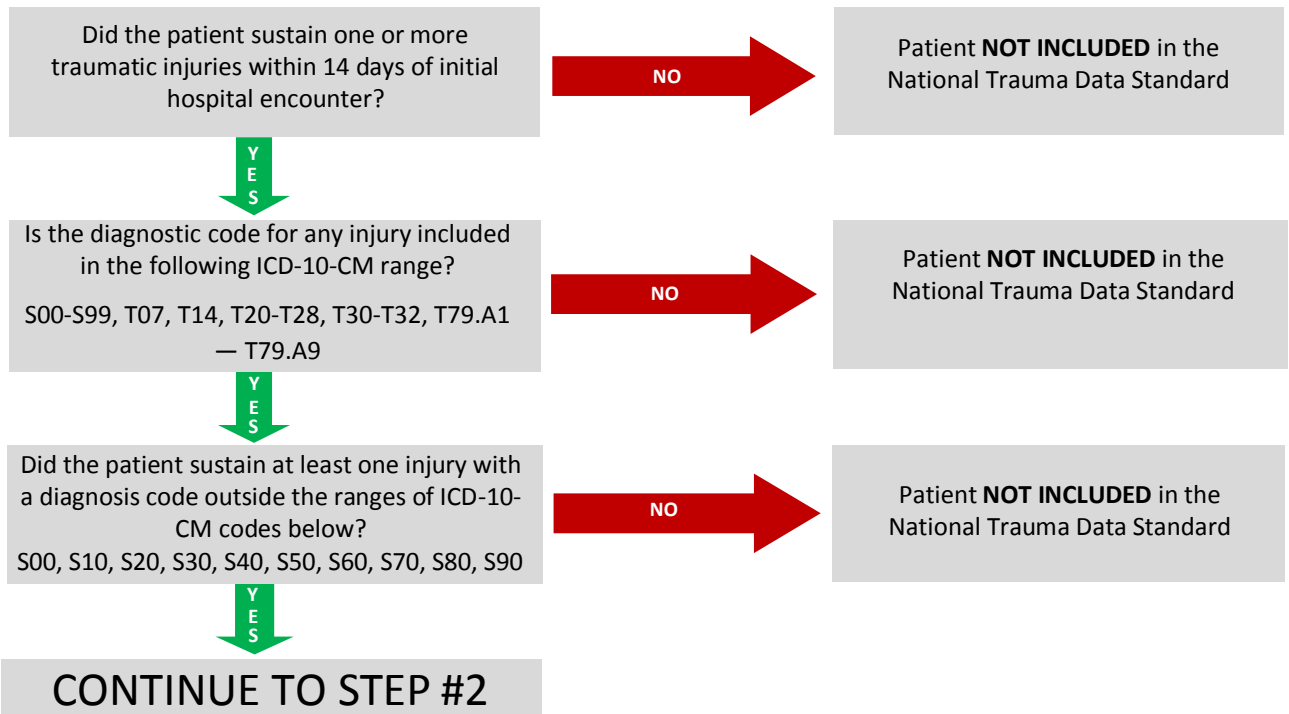 Did the patient sustain one or more
traumatic injuries within 14 days of initial
hospital encounter?
NO
Patient NOT INCLUDED in the
National Trauma Data Standard
YES
Is the diagnostic code for any injury included
in the following ICD-10-CM range?
S00-S99, T07, T14, T20-T28, T30-T32, T79.A1
— T79.A9
NO
Patient NOT INCLUDED in the
National Trauma Data Standard
YES
Did the patient sustain at least one injury with
a diagnosis code outside the ranges of ICD-10-
CM codes below?
S00, S10, S20, S30, S40, S50, S60, S70, S80, S90
NO
Patient NOT INCLUDED in the
National Trauma Data Standard
YES
CONTINUE TO STEP #2